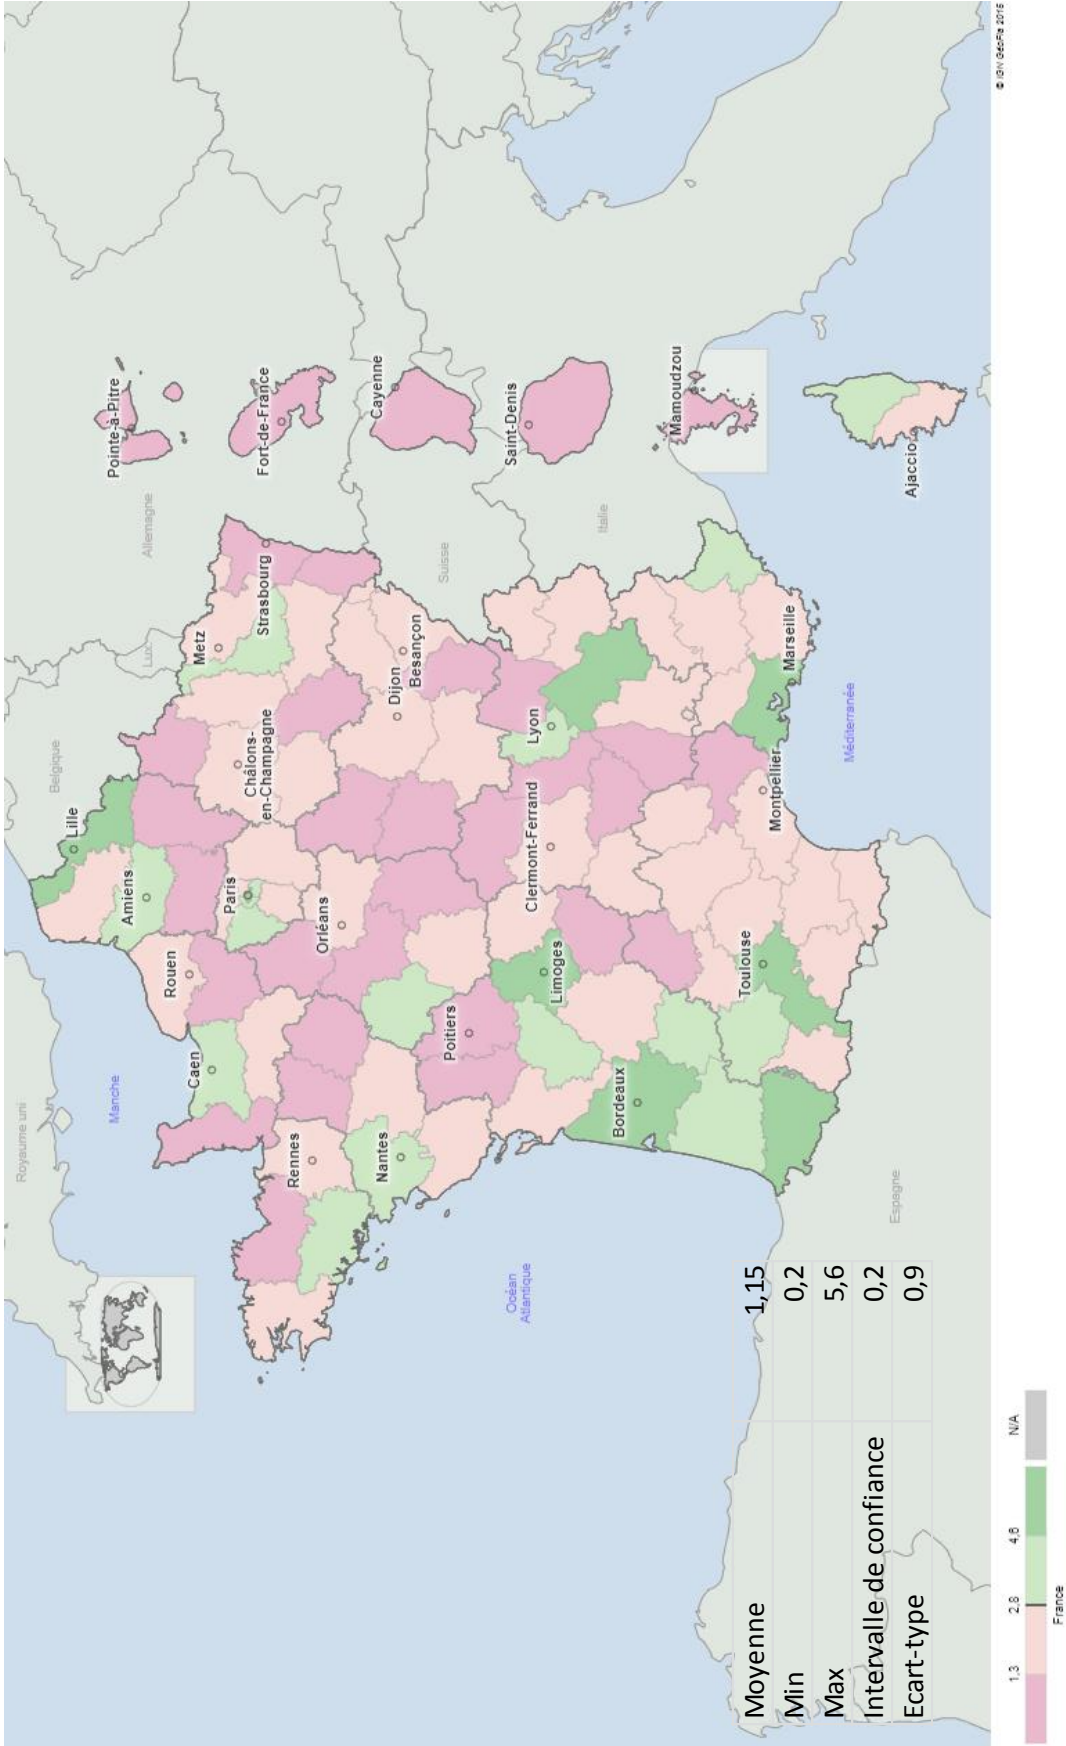 Royaume uni
Manche
Belgique
Lux
Allemagne
Suisse
Italie
Espagne
Océan
Atlantique
Méditerranée
Lille
Amiens
Rouen
Caen
Paris
Metz
Strasbourg
Châlons-
en-Champagne
Rennes
Nantes
Orléans
Dijon
Besançon
Poitiers
Limoges
Clermont-Ferrand
Lyon
Bordeaux
Toulouse
Montpellier
Marseille
Ajaccio
Pointe-à-Pitre
Fort-de-France
Cayenne
Saint-Denis
Mamoudzou
Moyenne 1,15
Min 0,2
Max 5,6
Intervalle de confiance 0,2
Ecart-type 0,9
1,3 2,8 4,6 N/A
France
© IGN GéoFla 2015